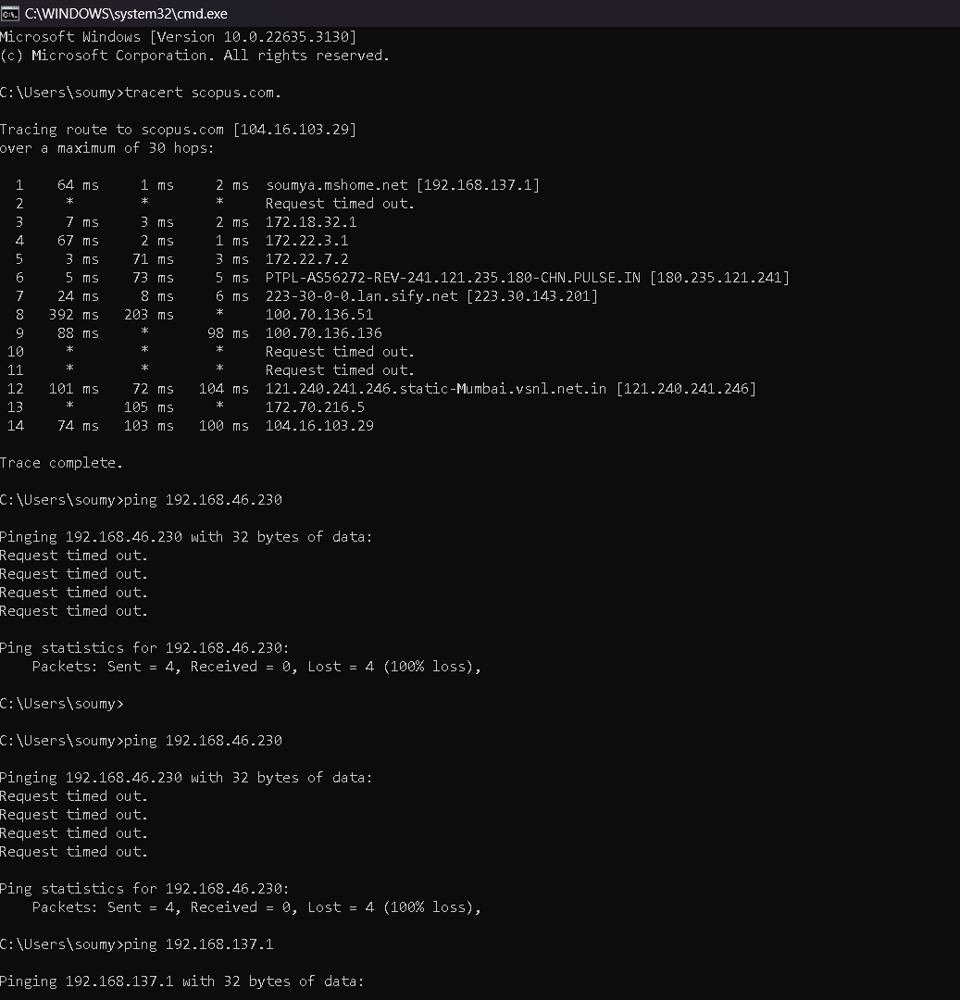 C:\WINDOWS\system32\cmd.exe
Microsoft Windows [Version 10.0.22635.3130]
(c) Microsoft Corporation. All rights reserved.
C:\Users\soumy>tracert scopus.com.
Tracing route to scopus.com [104.16.103.29]
over a maximum of 30 hops:
1 64 ms 1 ms 2 ms soumya.mshome.net [192.168.137.1]
2 * * * Request timed out.
3 7 ms 3 ms 2 ms 172.18.32.1
4 67 ms 2 ms 1 ms 172.22.3.1
5 3 ms 71 ms 3 ms 172.22.7.2
6 5 ms 73 ms 5 ms PTPL-AS56272-REV-241.121.235.180-CHN.PULSE.IN [180.235.121.241]
7 24 ms 8 ms 6 ms 223-30-0-0.lan.sify.net [223.30.143.201]
8 392 ms 203 ms * 100.70.136.51
9 88 ms * 98 ms 100.70.136.136
10 * * * Request timed out.
11 * * * Request timed out.
12 101 ms 72 ms 104 ms 121.240.241.246.static-Mumbai.vsnl.net.in [121.240.241.246]
13 * 105 ms * 172.70.216.5
14 74 ms 103 ms 100 ms 104.16.103.29
Trace complete.
C:\Users\soumy>ping 192.168.46.230
Pinging 192.168.46.230 with 32 bytes of data:
Request timed out.
Request timed out.
Request timed out.
Request timed out.
Ping statistics for 192.168.46.230:
Packets: Sent = 4, Received = 0, Lost = 4 (100% loss),
C:\Users\soumy>
C:\Users\soumy>ping 192.168.46.230
Pinging 192.168.46.230 with 32 bytes of data:
Request timed out.
Request timed out.
Request timed out.
Request timed out.
Ping statistics for 192.168.46.230:
Packets: Sent = 4, Received = 0, Lost = 4 (100% loss),
C:\Users\soumy>ping 192.168.137.1
Pinging 192.168.137.1 with 32 bytes of data: